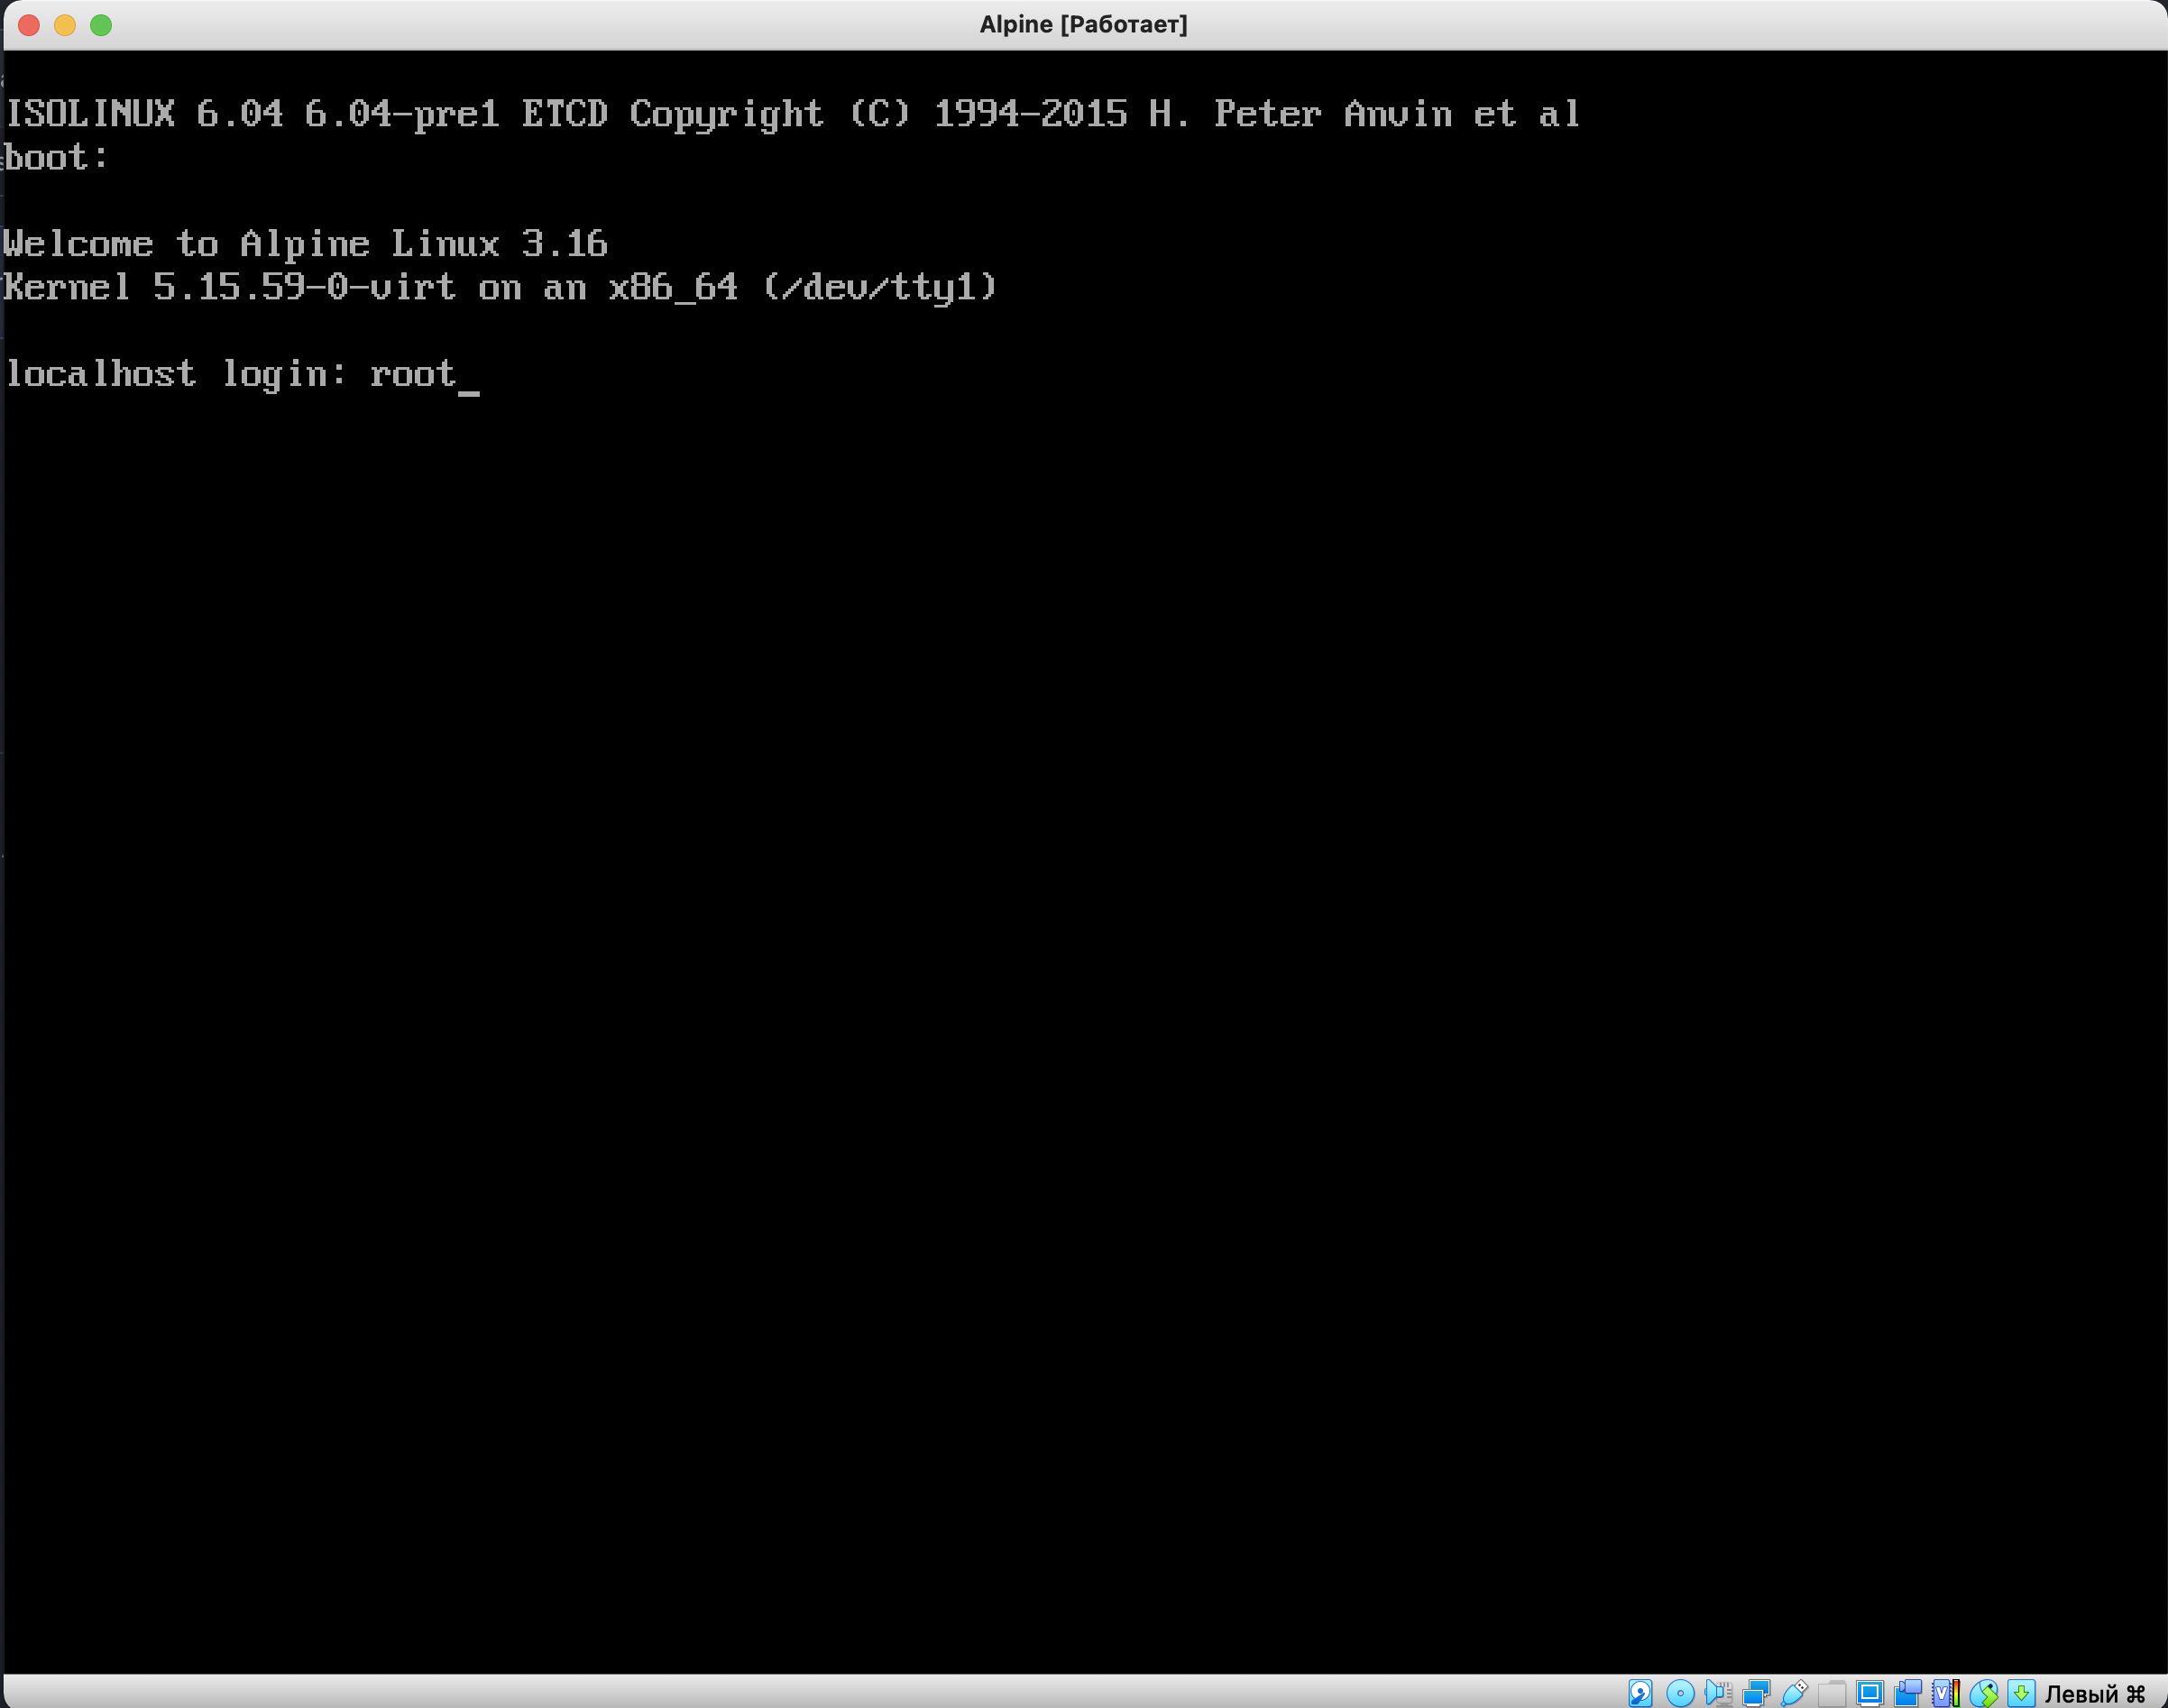 Alpine [Работает]
ISOLINUX 6.04 6.04-pre1 ETCD Copyright (C) 1994-2015 H. Peter Anvin et al
boot:
Welcome to Alpine Linux 3.16
Kernel 5.15.59-0-virt on an x86_64 (/dev/tty1)
localhost login: root_
Левый ⌘